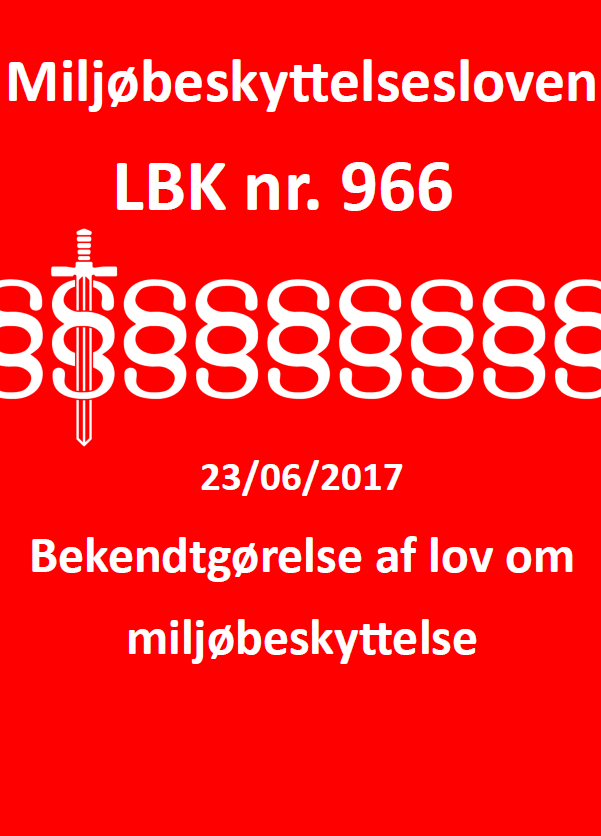 Miljøbeskyttelsesloven
LBK nr. 966
§§§§§§§§§
23/06/2017
Bekendtgørelse af lov om
miljøbeskyttelse